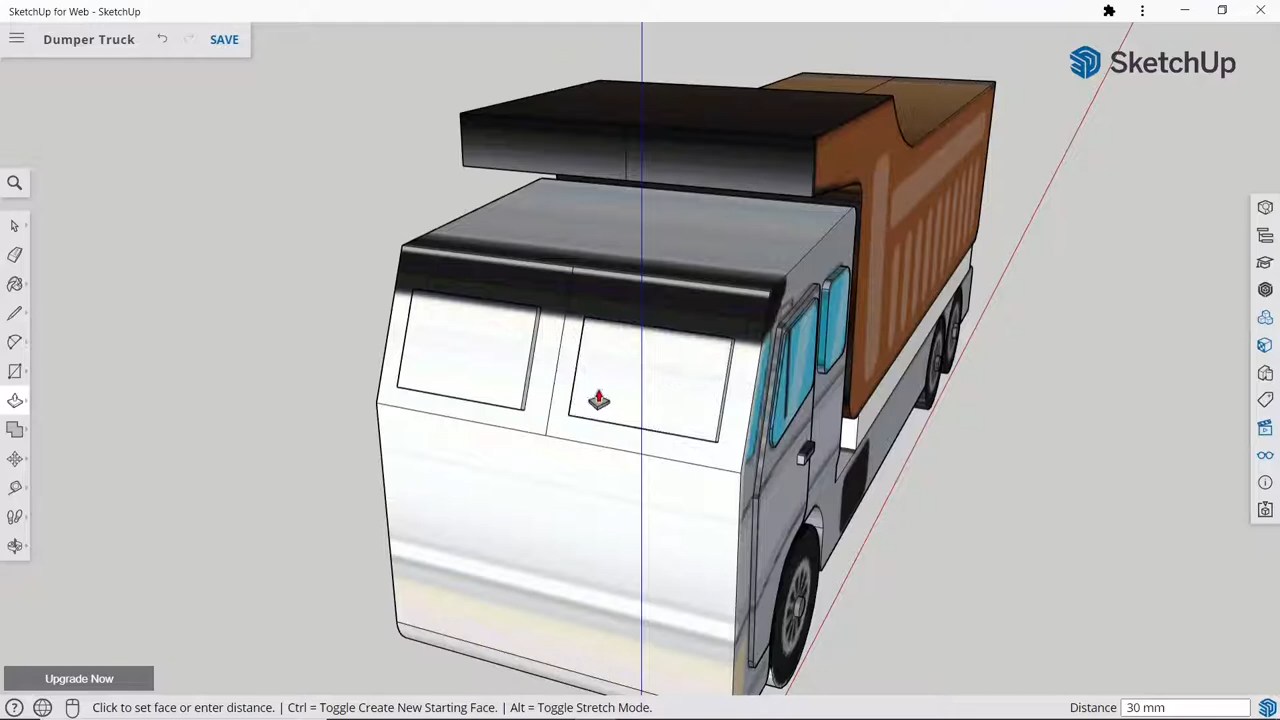 SketchUp for Web - SketchUp
Dumper Truck
SAVE
SketchUp
Upgrade Now
Click to set face or enter distance. | Ctrl = Toggle Create New Starting Face. | Alt = Toggle Stretch Mode.
Distance 30 mm